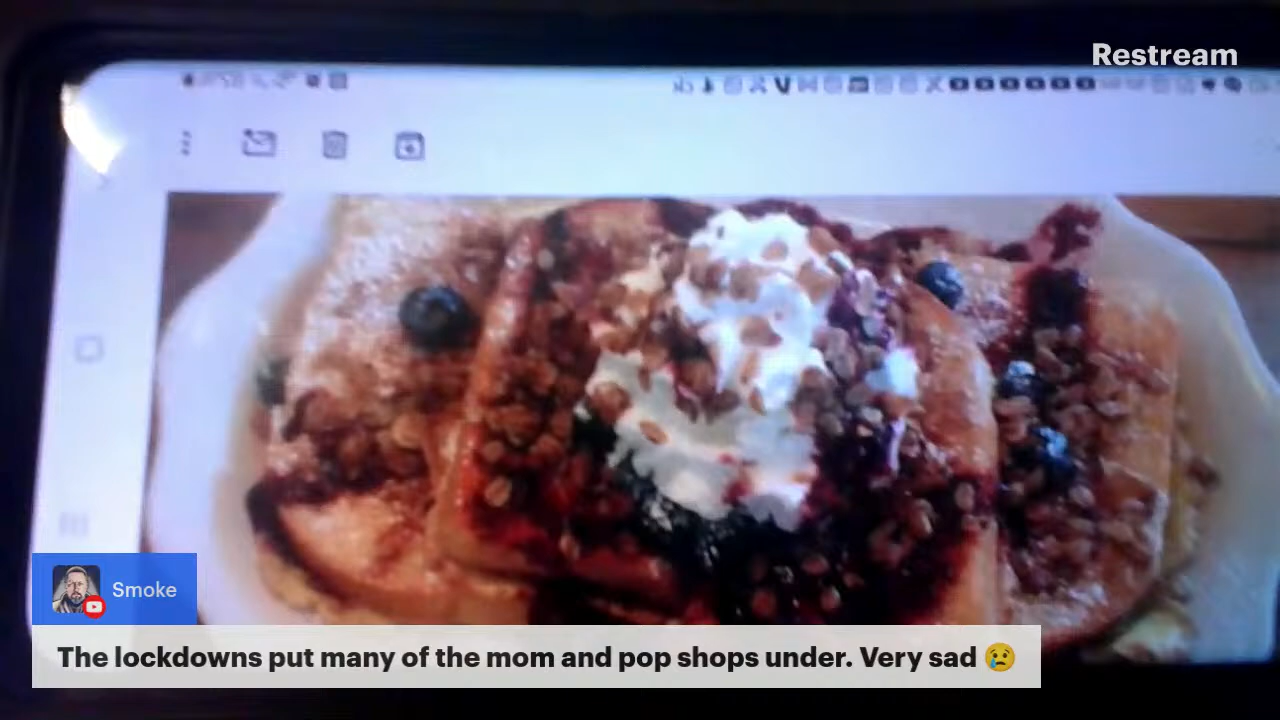 Restream
Smoke
The lockdowns put many of the mom and pop shops under. Very sad 😢